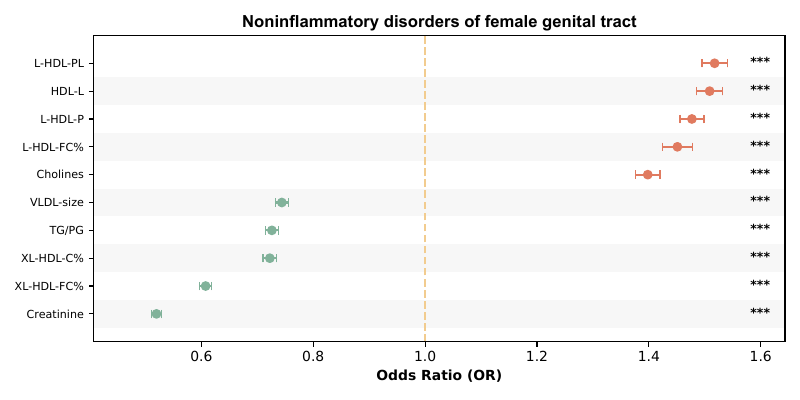 Noninflammatory disorders of female genital tract
L-HDL-PL ***
HDL-L ***
L-HDL-P ***
L-HDL-FC% ***
Cholines ***
VLDL-size ***
TG/PG ***
XL-HDL-C% ***
XL-HDL-FC% ***
Creatinine ***
0.6 0.8 1.0 1.2 1.4 1.6
Odds Ratio (OR)